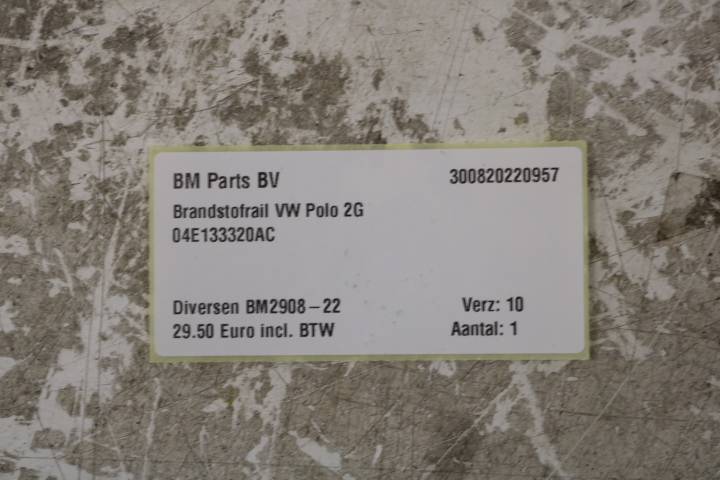 BM Parts BV 300820220957
Brandstofrail VW Polo 2G
04E133320AC
Diversen BM2908-22 Verz: 10
29.50 Euro incl. BTW Aantal: 1